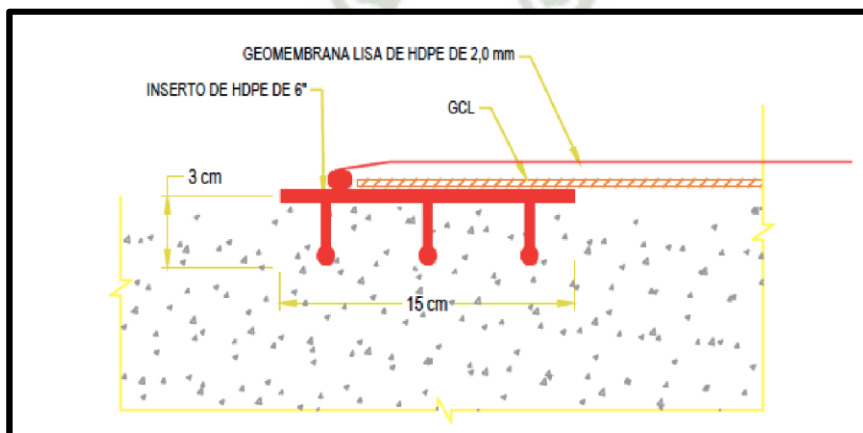 GEOMEMBRANA LISA DE HDPE DE 2,0 mm
INSERTO DE HDPE DE 6"
GCL
3 cm
15 cm